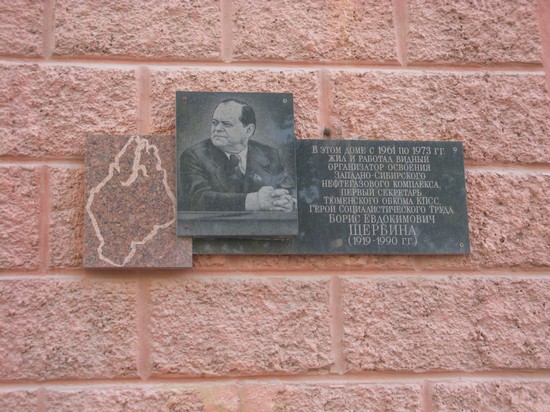 В ЭТОМ ДОМЕ С 1961 ПО 1973 ГГ.
ЖИЛ И РАБОТАЛ ВИДНЫЙ
ОРГАНИЗАТОР ОСВОЕНИЯ
ЗАПАДНО-СИБИРСКОГО
НЕФТЕГАЗОВОГО КОМПЛЕКСА,
ПЕРВЫЙ СЕКРЕТАРЬ
ТЮМЕНСКОГО ОБКОМА КПСС,
ГЕРОЙ СОЦИАЛИСТИЧЕСКОГО ТРУДА
БОРИС ЕВДОКИМОВИЧ
ЩЕРБИНА
(1919-1990 ГГ.)